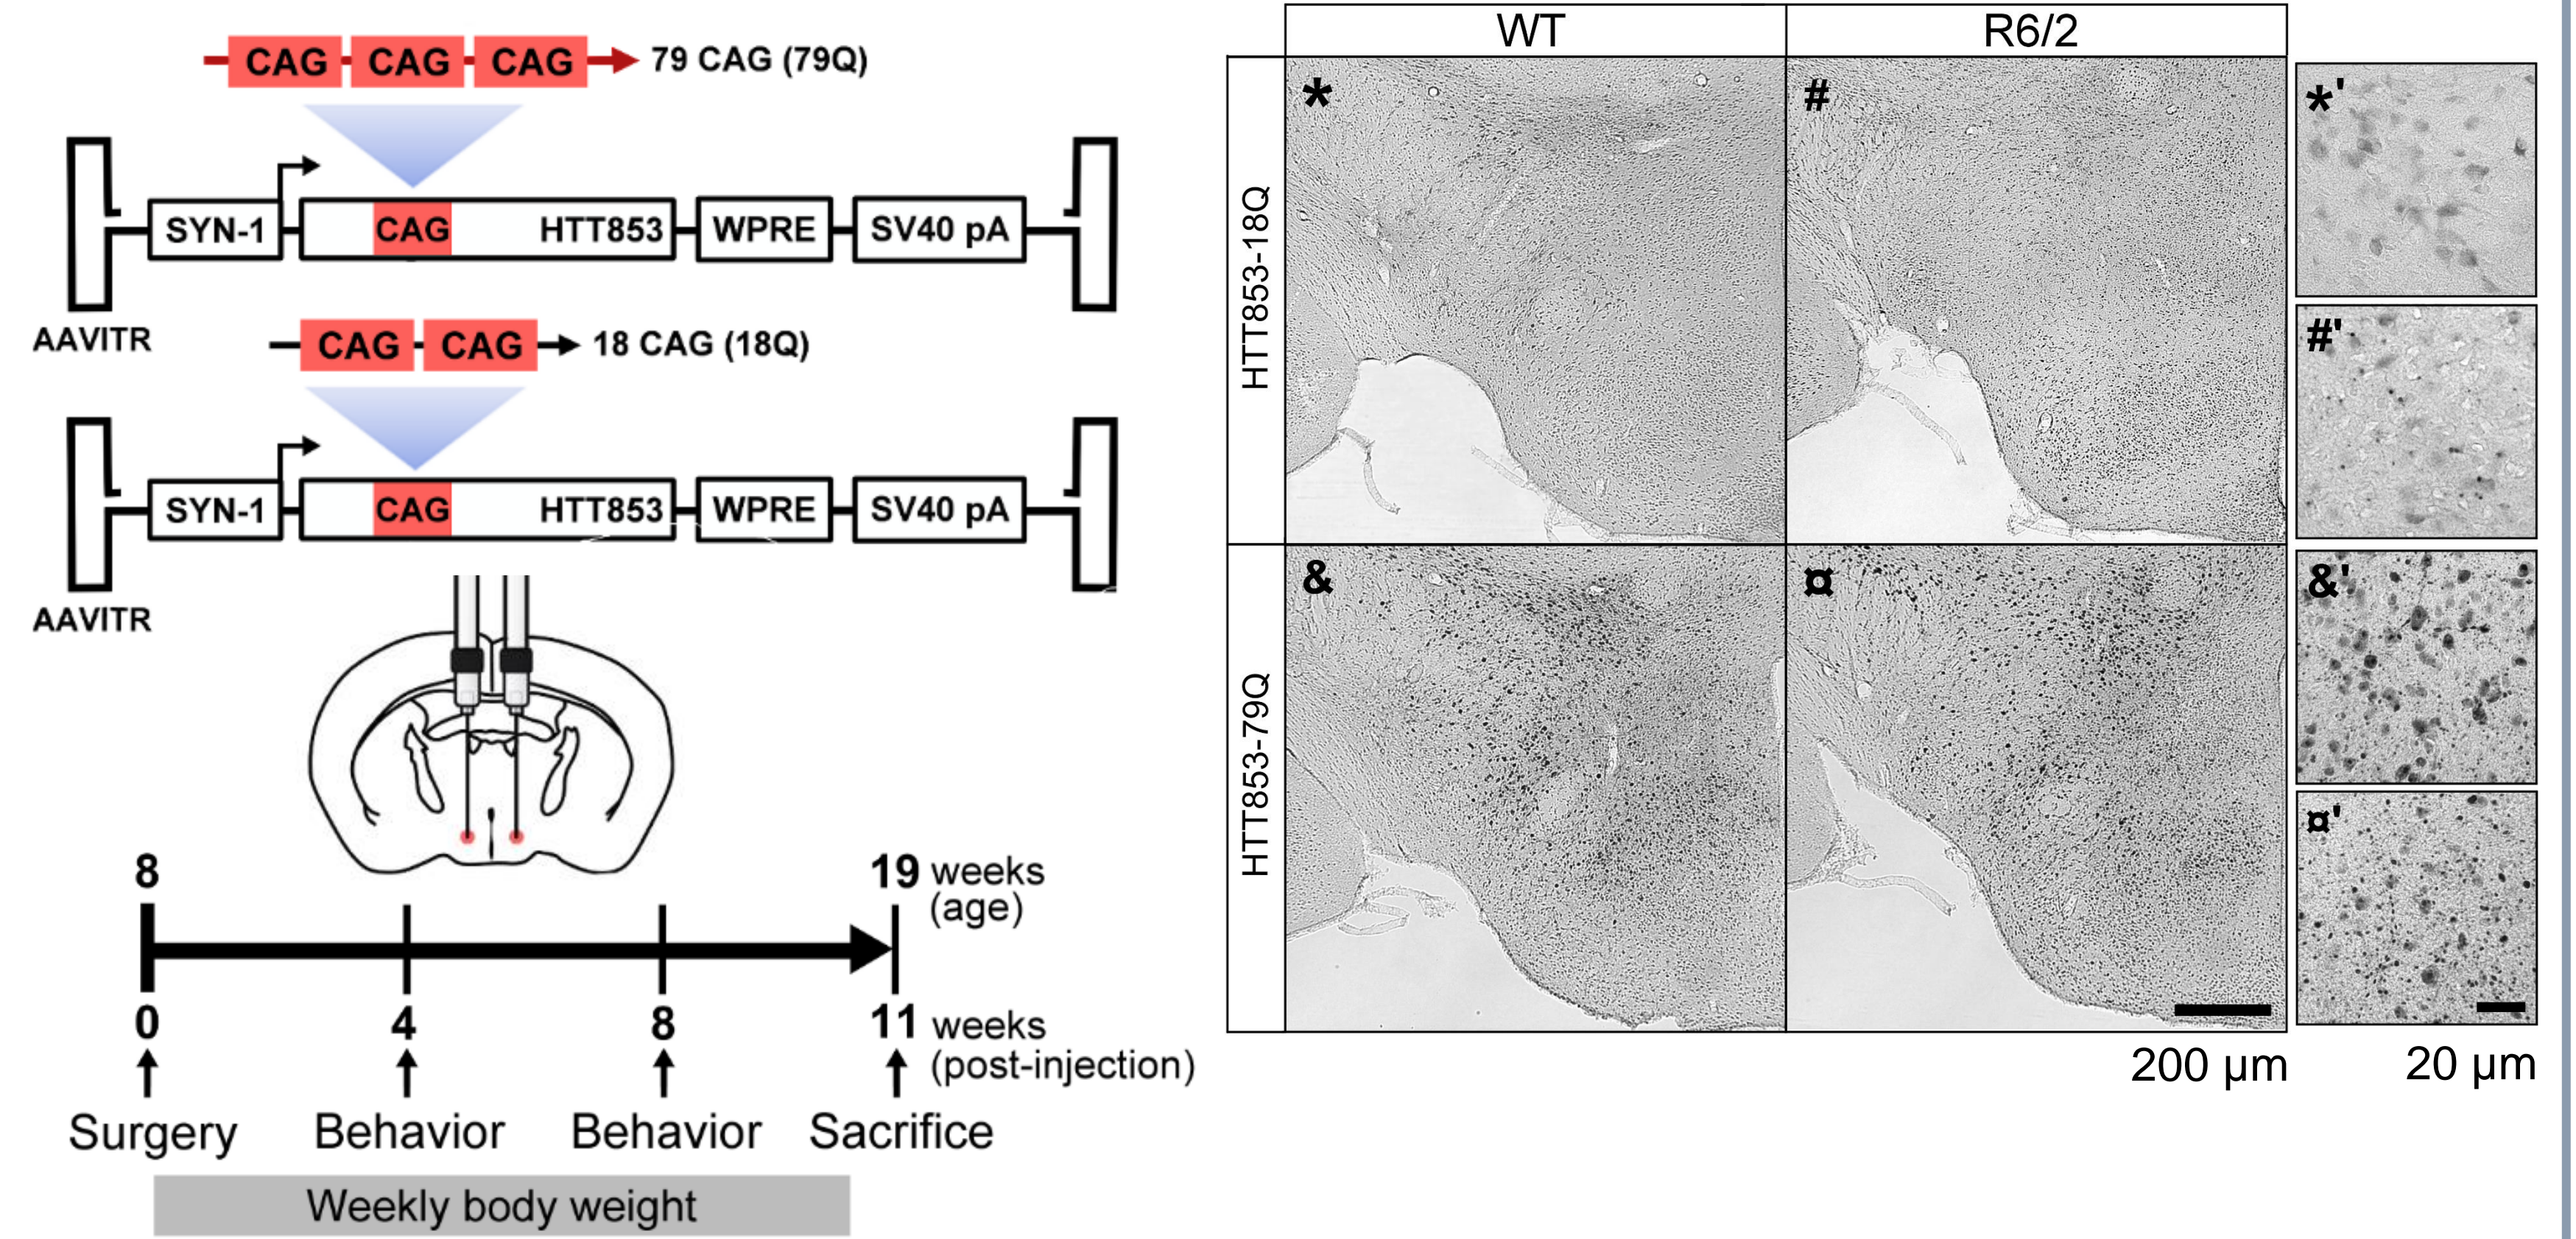 CAG CAG CAG 79 CAG (79Q)
SYN-1 CAG HTT853 WPRE SV40 pA
AAVITR
CAG CAG 18 CAG (18Q)
SYN-1 CAG HTT853 WPRE SV40 pA
AAVITR
8 19 weeks
(age)
0 4 8 11 weeks
(post-injection)
Surgery Behavior Behavior Sacrifice
Weekly body weight
WT R6/2
HTT853-18Q
* #
HTT853-79Q
& ¤
*'
#'
&'
¤'
200 µm 20 µm